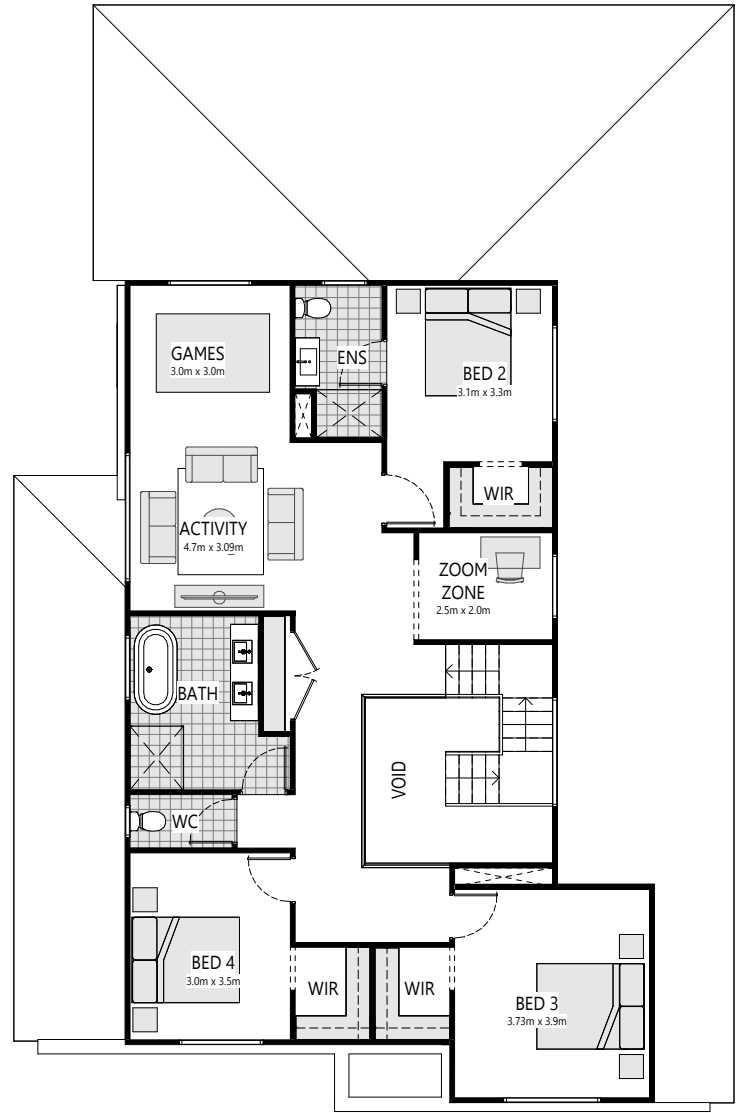 GAMES
3.0m x 3.0m
ENS
BED 2
3.1m x 3.3m
WIR
ACTIVITY
4.7m x 3.09m
ZOOM
ZONE
2.5m x 2.0m
BATH
VOID
WC
BED 4
3.0m x 3.5m
WIR
WIR
BED 3
3.73m x 3.9m